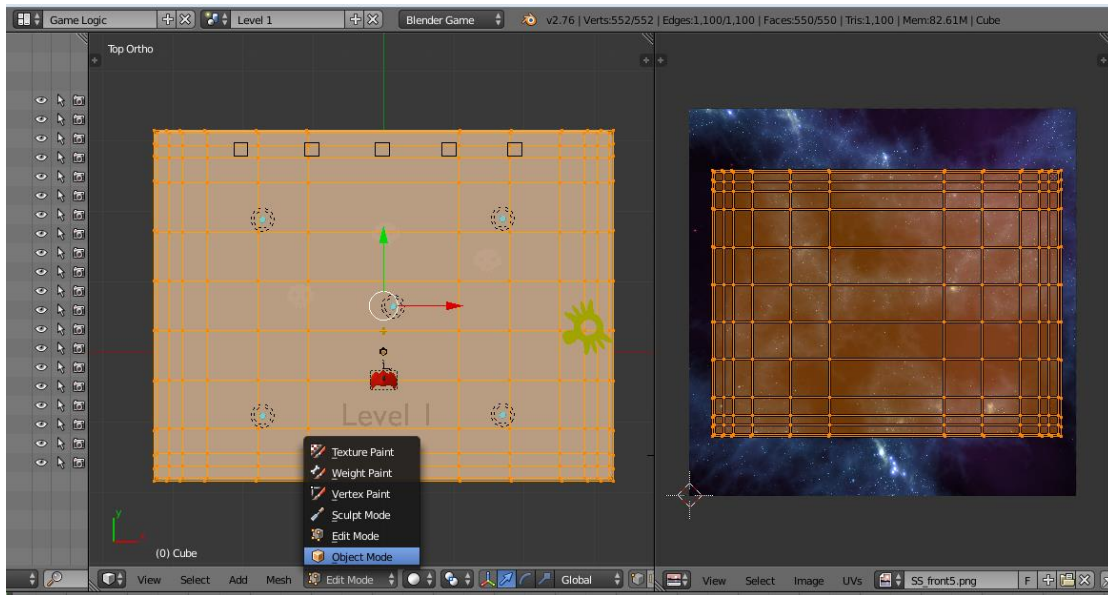 Game Logic Level 1 Blender Game v2.76 | Verts:552/552 | Edges:1,100/1,100 | Faces:550/550 | Tris:1,100 | Mem:82.61M | Cube
Top Ortho
Level 1
Texture Paint
Weight Paint
Vertex Paint
Sculpt Mode
Edit Mode
Object Mode
y
x
(0) Cube
View Select Add Mesh Edit Mode Global View Select Image UVs SS_front5.png F